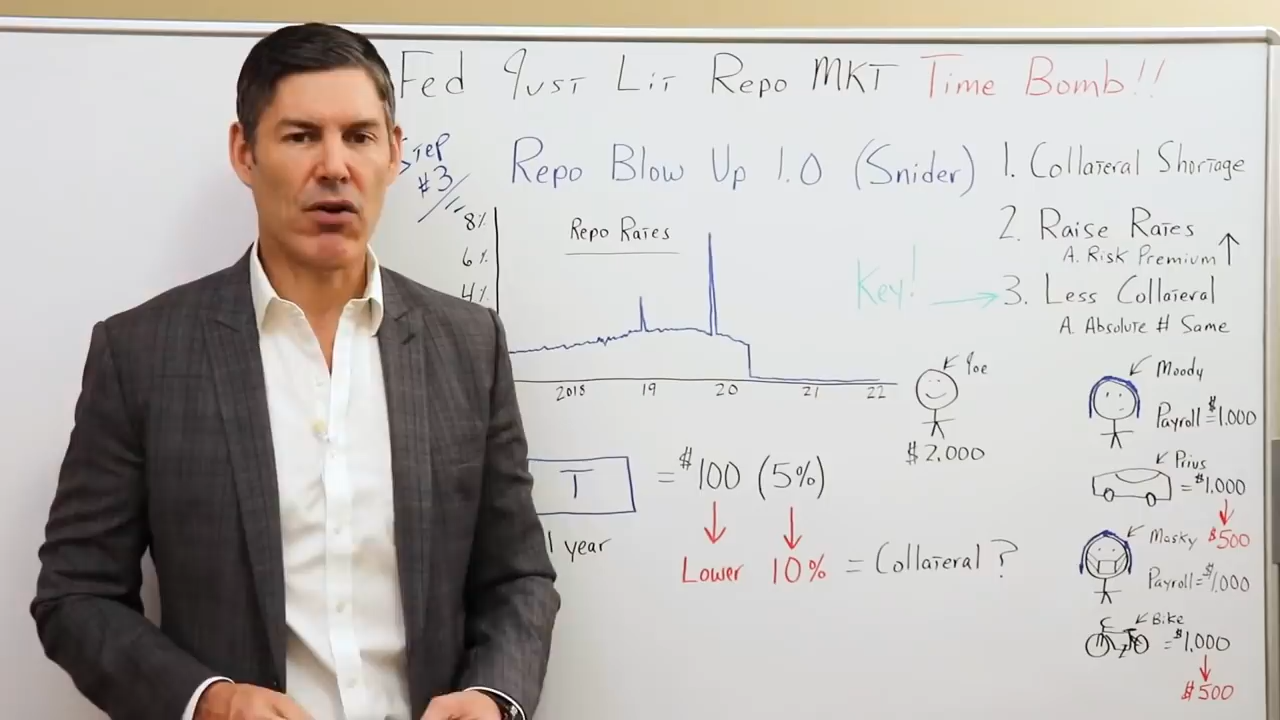 Fed Just Lit Repo MKT Time Bomb!!
STEP
#3
Repo Blow Up 1.0 (Snider)
1. Collateral Shortage
2. Raise Rates
A. Risk Premium
Key!
3. Less Collateral
A. Absolute # Same
Repo Rates
8%
6%
4%
2018 19 20 21 22
Joe
$2,000
Moody
Payroll = $1,000
Prius
= $1,000
$500
Masky
Payroll = $1,000
Bike
= $1,000
$500
T = $100 (5%)
1 year
Lower 10% = Collateral?